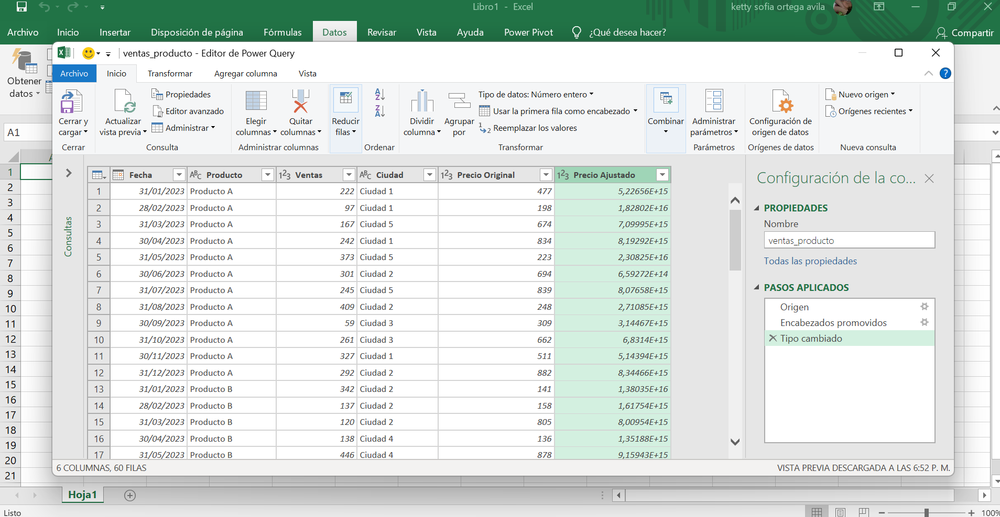 Libro1 - Excel
ketty sofia ortega avila
Archivo Inicio Insertar Disposición de página Fórmulas Datos Revisar Vista Ayuda Power Pivot ¿Qué desea hacer? Compartir
Obtener
datos
A1
ventas_producto - Editor de Power Query
Archivo Inicio Transformar Agregar columna Vista
Cerrar y
cargar
Cerrar
Actualizar
vista previa
Propiedades
Editor avanzado
Administrar
Consulta
Elegir
columnas
Quitar
columnas
Administrar columnas
Reducir
filas
Ordenar
Dividir
columna
Agrupar
por
Tipo de datos: Número entero
Usar la primera fila como encabezado
Reemplazar los valores
Transformar
Combinar
Administrar
parámetros
Parámetros
Configuración de
origen de datos
Orígenes de datos
Nuevo origen
Orígenes recientes
Nueva consulta
Consultas
Fecha ABC Producto 123 Ventas ABC Ciudad 123 Precio Original 123 Precio Ajustado
1 31/01/2023 Producto A 222 Ciudad 1 477 5,22656E+15
2 28/02/2023 Producto A 97 Ciudad 1 198 1,82802E+16
3 31/03/2023 Producto A 167 Ciudad 5 674 7,09995E+15
4 30/04/2023 Producto A 242 Ciudad 1 834 8,19292E+15
5 31/05/2023 Producto A 373 Ciudad 5 223 2,30825E+16
6 30/06/2023 Producto A 301 Ciudad 2 694 6,59272E+14
7 31/07/2023 Producto A 245 Ciudad 5 839 8,07658E+15
8 31/08/2023 Producto A 409 Ciudad 2 248 2,71085E+15
9 30/09/2023 Producto A 59 Ciudad 3 309 3,14467E+15
10 31/10/2023 Producto A 261 Ciudad 3 662 6,8314E+15
11 30/11/2023 Producto A 327 Ciudad 1 511 5,14394E+15
12 31/12/2023 Producto A 292 Ciudad 2 882 8,34466E+15
13 31/01/2023 Producto B 342 Ciudad 2 141 1,38035E+16
14 28/02/2023 Producto B 137 Ciudad 2 158 1,61754E+15
15 31/03/2023 Producto B 120 Ciudad 2 805 8,00954E+15
16 30/04/2023 Producto B 138 Ciudad 4 136 1,35188E+15
17 31/05/2023 Producto B 446 Ciudad 4 878 9,15943E+15
6 COLUMNAS, 60 FILAS
VISTA PREVIA DESCARGADA A LAS 6:52 P. M.
Configuración de la co...
PROPIEDADES
Nombre
ventas_producto
Todas las propiedades
PASOS APLICADOS
Origen
Encabezados promovidos
Tipo cambiado
A
1
2
3
4
5
6
7
8
9
10
11
12
13
14
15
16
17
18
19
20
21
Hoja1
Listo
100%